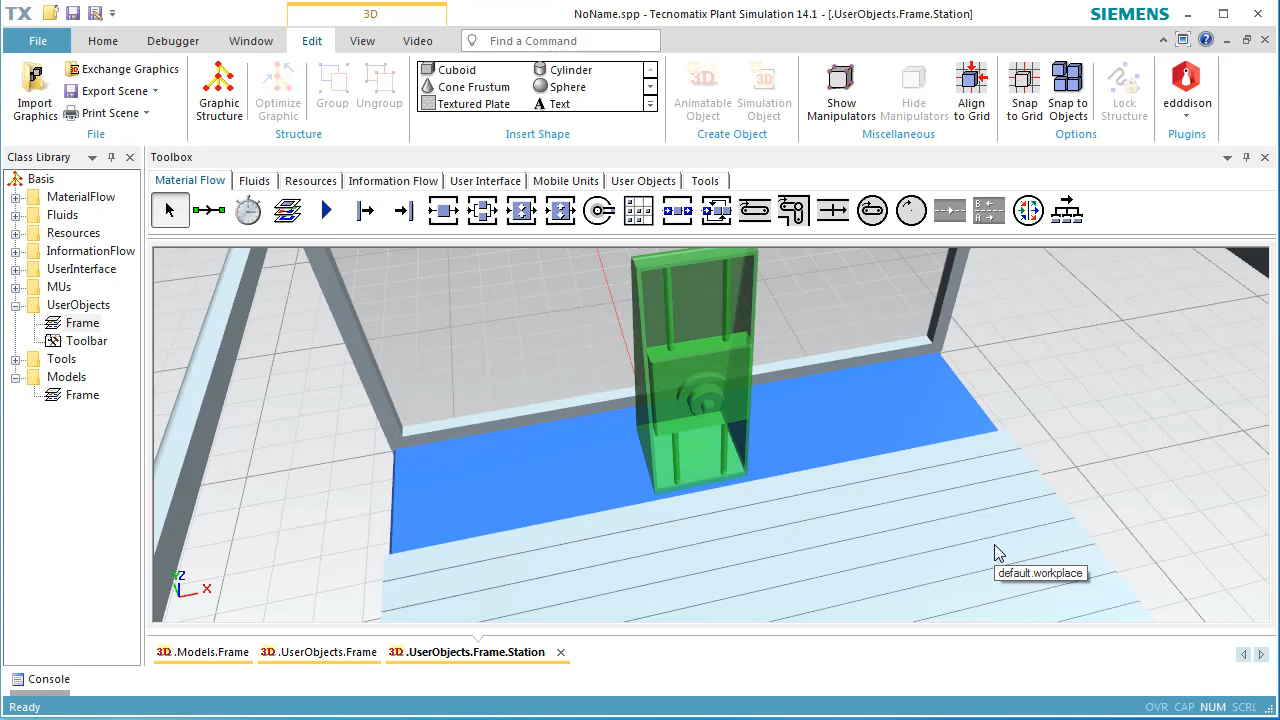 TX
3D
NoName.spp - Tecnomatix Plant Simulation 14.1 - [.UserObjects.Frame.Station]
SIEMENS
File Home Debugger Window Edit View Video Find a Command
Import Graphics
Exchange Graphics
Export Scene
Print Scene
File
Graphic Structure
Optimize Graphic
Group
Ungroup
Structure
Cuboid
Cylinder
Cone Frustum
Sphere
Textured Plate
A Text
Insert Shape
Animatable Object
Simulation Object
Create Object
Show Manipulators
Hide Manipulators
Align to Grid
Miscellaneous
Snap to Grid
Snap to Objects
Lock Structure
Options
edddison
Plugins
Class Library
Toolbox
Material Flow Fluids Resources Information Flow User Interface Mobile Units User Objects Tools
Basis
MaterialFlow
Fluids
Resources
InformationFlow
UserInterface
MUs
UserObjects
Frame
Toolbar
Tools
Models
Frame
default.workplace
Z
X
3D .Models.Frame
3D .UserObjects.Frame
3D .UserObjects.Frame.Station
Console
Ready
OVR CAP NUM SCRL